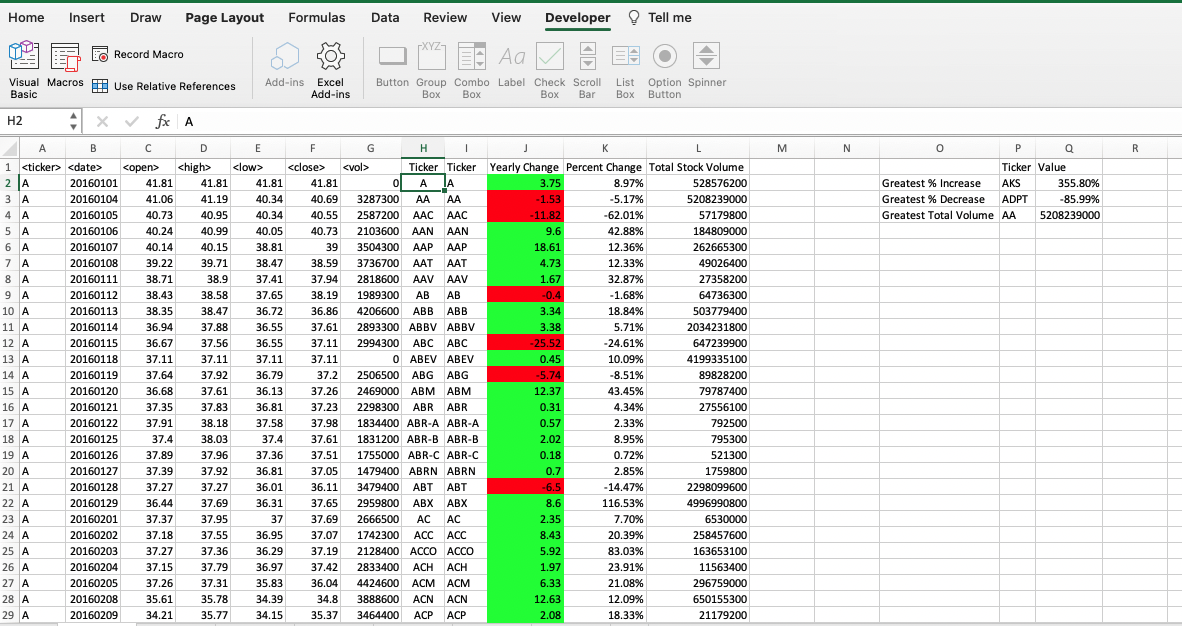 Home Insert Draw Page Layout Formulas Data Review View Developer Tell me
Visual Basic Macros Record Macro Use Relative References Add-ins Excel Add-ins Button Group Box Combo Box Label Check Box Scroll Bar List Box Option Button Spinner
XYZ Aa
H2 fx A
A B C D E F G H I J K L M N O P Q R
1 <ticker> <date> <open> <high> <low> <close> <vol> Ticker Ticker Yearly Change Percent Change Total Stock Volume Ticker Value
2 A 20160101 41.81 41.81 41.81 41.81 0 A A 3.75 8.97% 528576200 Greatest % Increase AKS 355.80%
3 A 20160104 41.06 41.19 40.34 40.69 3287300 AA AA -1.53 -5.17% 5208239000 Greatest % Decrease ADPT -85.99%
4 A 20160105 40.73 40.95 40.34 40.55 2587200 AAC AAC -11.82 -62.01% 57179800 Greatest Total Volume AA 5208239000
5 A 20160106 40.24 40.99 40.05 40.73 2103600 AAN AAN 9.6 42.88% 184809000
6 A 20160107 40.14 40.15 38.81 39 3504300 AAP AAP 18.61 12.36% 262665300
7 A 20160108 39.22 39.71 38.47 38.59 3736700 AAT AAT 4.73 12.33% 49026400
8 A 20160111 38.71 38.9 37.41 37.94 2818600 AAV AAV 1.67 32.87% 27358200
9 A 20160112 38.43 38.58 37.65 38.19 1989300 AB AB -0.4 -1.68% 64736300
10 A 20160113 38.35 38.47 36.72 36.86 4206600 ABB ABB 3.34 18.84% 503779400
11 A 20160114 36.94 37.88 36.55 37.61 2893300 ABBV ABBV 3.38 5.71% 2034231800
12 A 20160115 36.67 37.56 36.55 37.11 2994300 ABC ABC -25.52 -24.61% 647239900
13 A 20160118 37.11 37.11 37.11 37.11 0 ABEV ABEV 0.45 10.09% 4199335100
14 A 20160119 37.64 37.92 36.79 37.2 2506500 ABG ABG -5.74 -8.51% 89828200
15 A 20160120 36.68 37.61 36.13 37.26 2469000 ABM ABM 12.37 43.45% 79787400
16 A 20160121 37.35 37.83 36.81 37.23 2298300 ABR ABR 0.31 4.34% 27556100
17 A 20160122 37.91 38.18 37.58 37.98 1834400 ABR-A ABR-A 0.57 2.33% 792500
18 A 20160125 37.4 38.03 37.4 37.61 1831200 ABR-B ABR-B 2.02 8.95% 795300
19 A 20160126 37.89 37.96 37.36 37.51 1755000 ABR-C ABR-C 0.18 0.72% 521300
20 A 20160127 37.39 37.92 36.81 37.05 1479400 ABRN ABRN 0.7 2.85% 1759800
21 A 20160128 37.27 37.27 36.01 36.11 3479400 ABT ABT -6.5 -14.47% 2298099600
22 A 20160129 36.44 37.69 36.31 37.65 2959800 ABX ABX 8.6 116.53% 4996990800
23 A 20160201 37.37 37.95 37 37.69 2666500 AC AC 2.35 7.70% 6530000
24 A 20160202 37.18 37.55 36.95 37.07 1742300 ACC ACC 8.43 20.39% 258457600
25 A 20160203 37.27 37.36 36.29 37.19 2128400 ACCO ACCO 5.92 83.03% 163653100
26 A 20160204 37.15 37.79 36.97 37.42 2833400 ACH ACH 1.97 23.91% 11563400
27 A 20160205 37.26 37.31 35.83 36.04 4424600 ACM ACM 6.33 21.08% 296759000
28 A 20160208 35.61 35.78 34.39 34.8 3888600 ACN ACN 12.63 12.09% 650155300
29 A 20160209 34.21 35.77 34.15 35.37 3464400 ACP ACP 2.08 18.33% 21179200